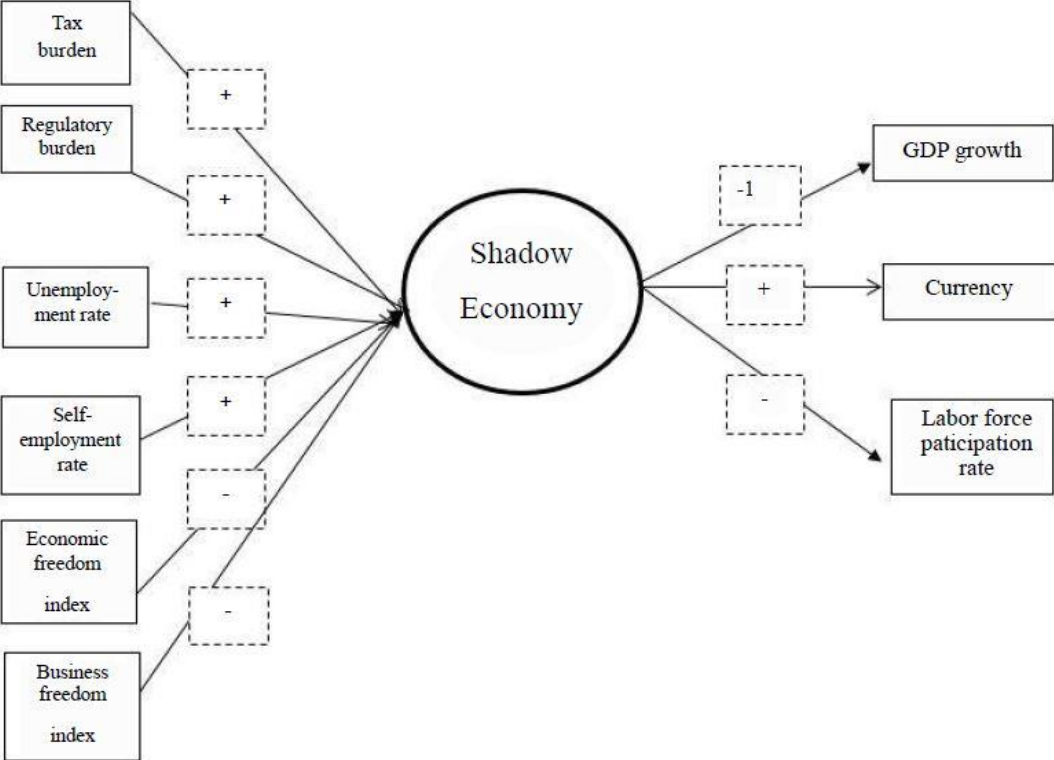 Tax
burden
+
Regulatory
burden
+
Unemploy-
ment rate
+
Self-
employment
rate
+
Economic
freedom
index
-
Business
freedom
index
-
Shadow
Economy
-1
GDP growth
+
Currency
-
Labor force
paticipation
rate